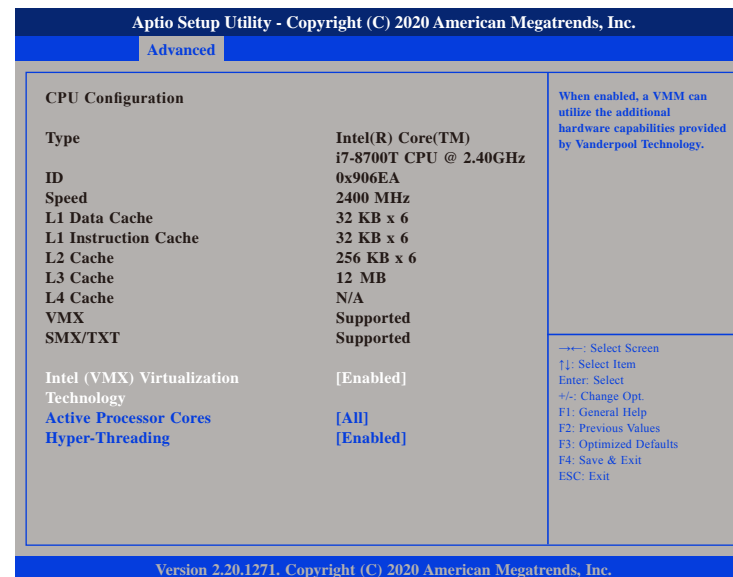 Aptio Setup Utility - Copyright (C) 2020 American Megatrends, Inc.
Advanced
CPU Configuration
Type Intel(R) Core(TM)
i7-8700T CPU @ 2.40GHz
ID 0x906EA
Speed 2400 MHz
L1 Data Cache 32 KB x 6
L1 Instruction Cache 32 KB x 6
L2 Cache 256 KB x 6
L3 Cache 12 MB
L4 Cache N/A
VMX Supported
SMX/TXT Supported
Intel (VMX) Virtualization [Enabled]
Technology
Active Processor Cores [All]
Hyper-Threading [Enabled]
When enabled, a VMM can
utilize the additional
hardware capabilities provided
by Vanderpool Technology.
→←: Select Screen
↑↓: Select Item
Enter: Select
+/-: Change Opt.
F1: General Help
F2: Previous Values
F3: Optimized Defaults
F4: Save & Exit
ESC: Exit
Version 2.20.1271. Copyright (C) 2020 American Megatrends, Inc.